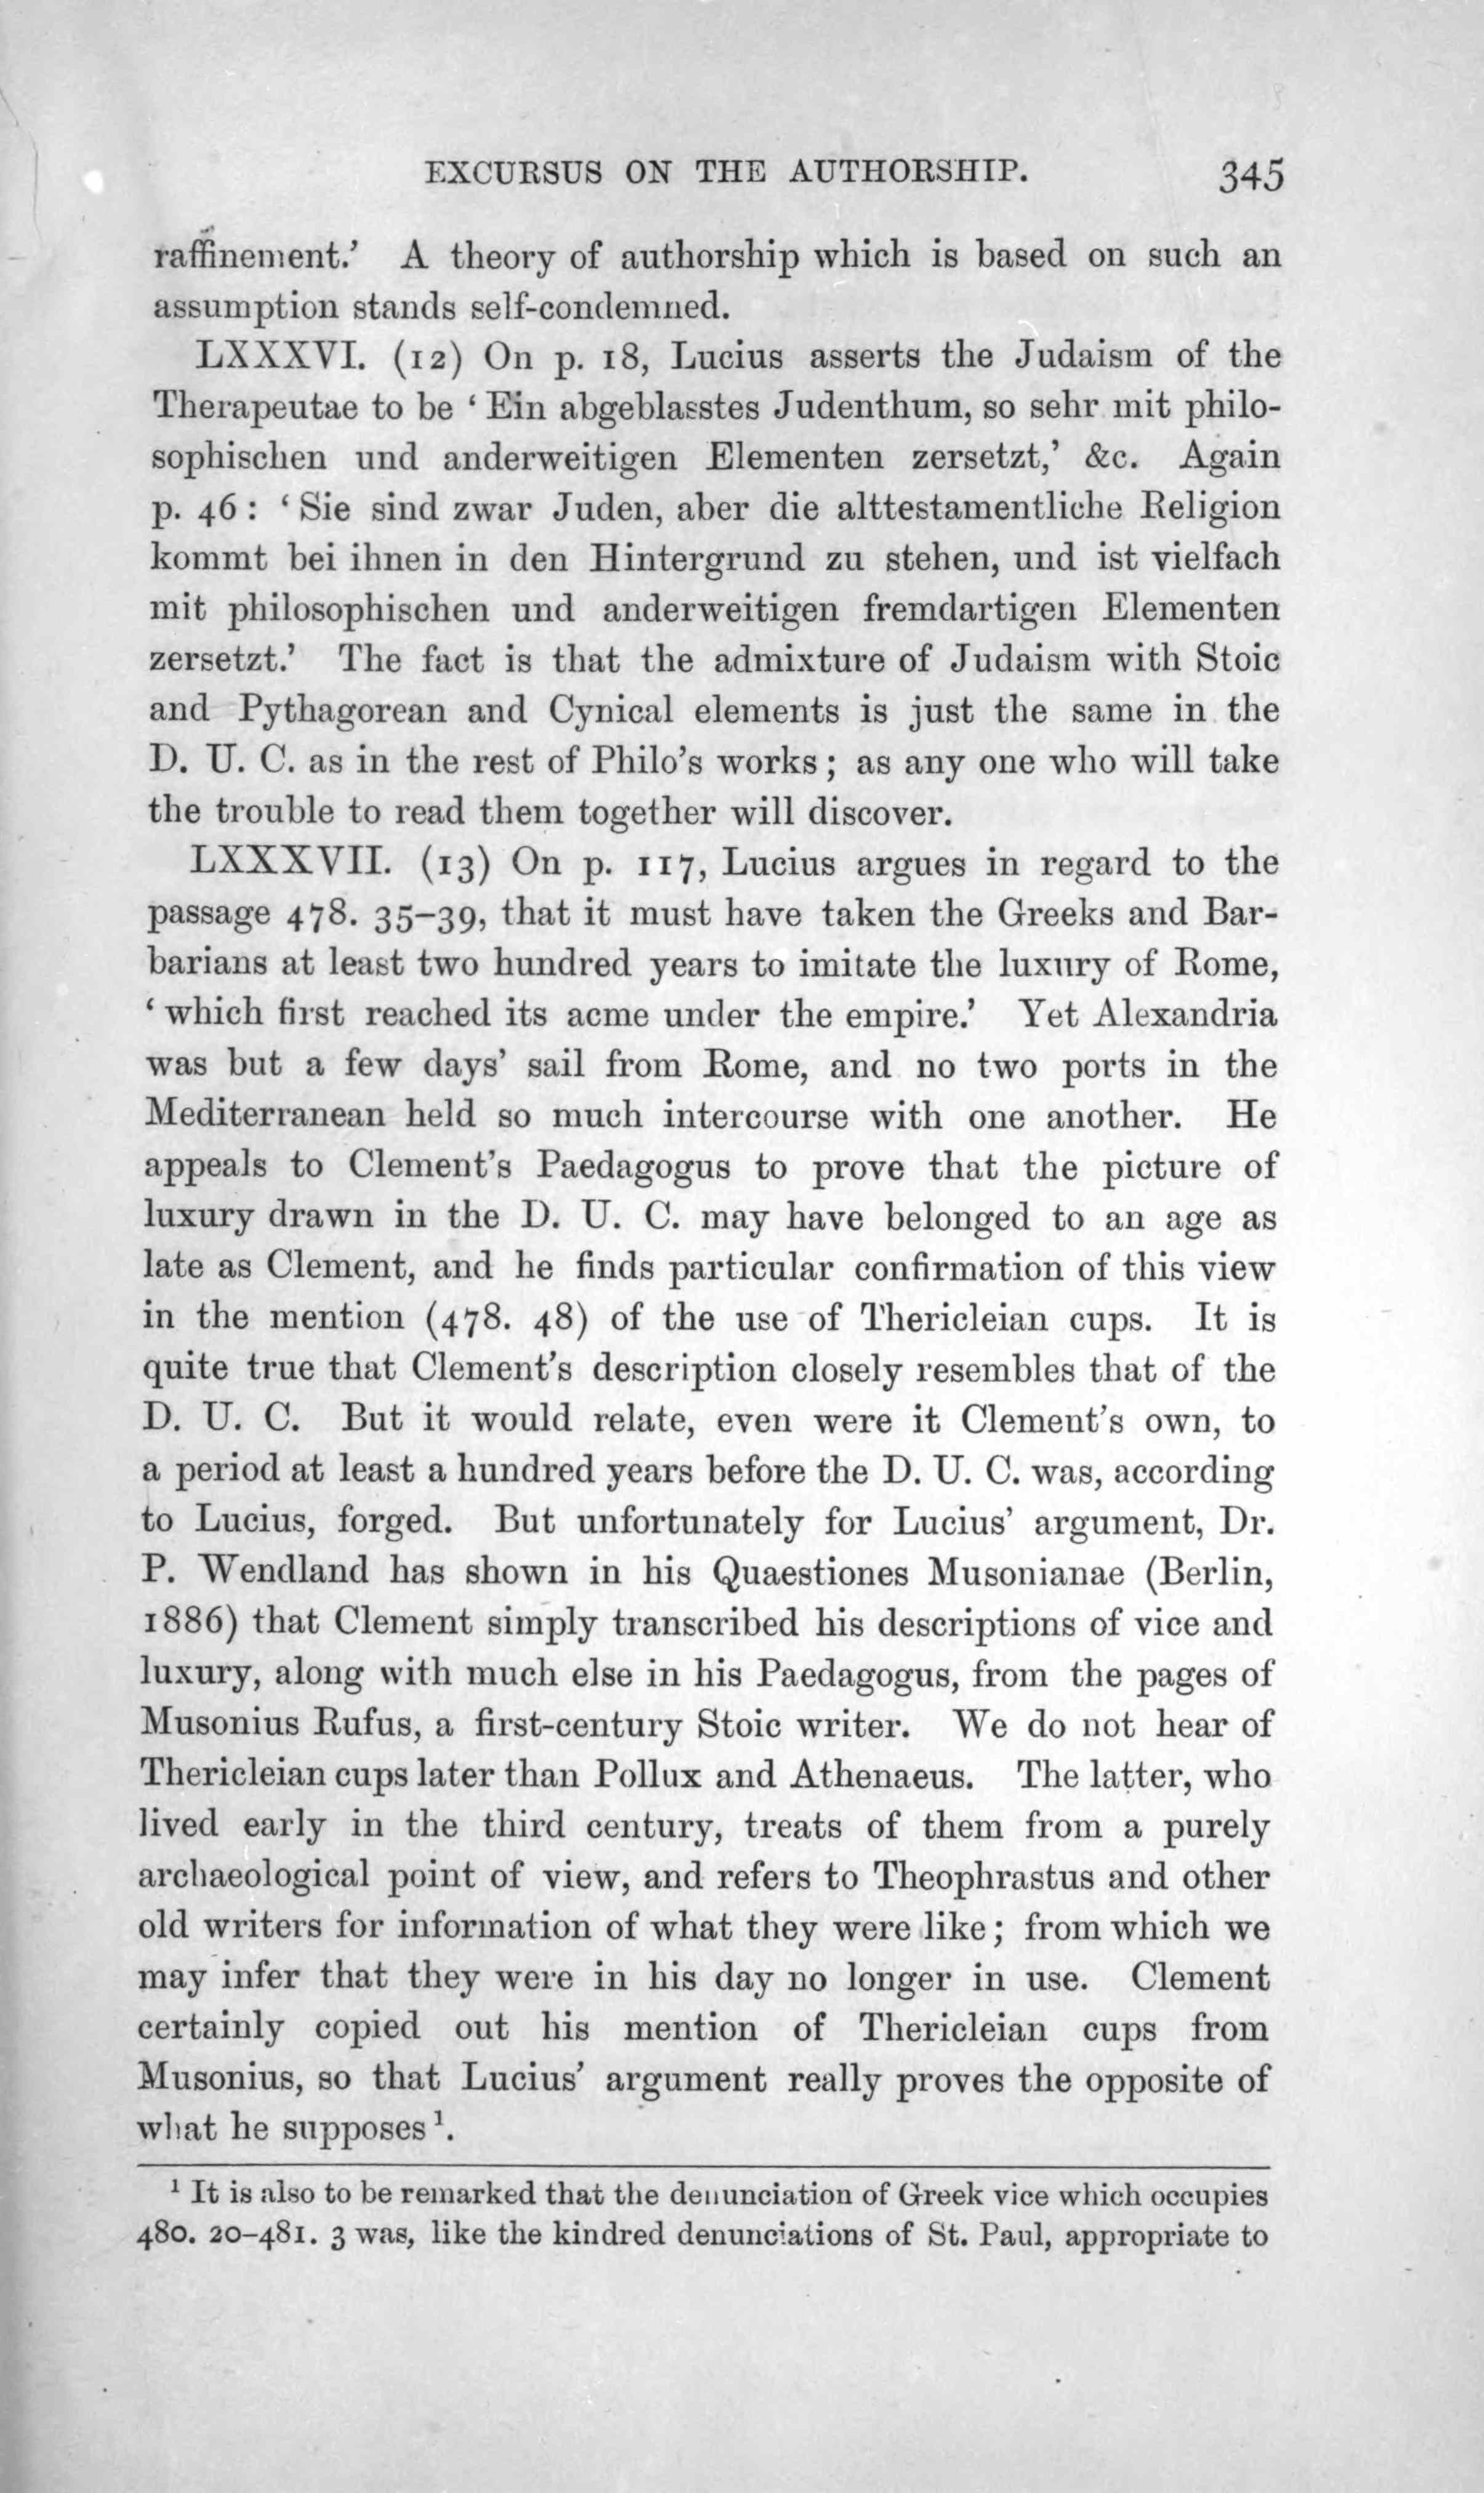 EXCURSUS ON THE AUTHORSHIP. 345
raffinement.' A theory of authorship which is based on such an
assumption stands self-condemned.
LXXXVI. (12) On p. 18, Lucius asserts the Judaism of the
Therapeutae to be ' Ein abgeblasstes Judenthum, so sehr mit philo-
sophischen und anderweitigen Elementen zersetzt,' &c. Again
p. 46 : ' Sie sind zwar Juden, aber die alttestamentliche Religion
kommt bei ihnen in den Hintergrund zu stehen, und ist vielfach
mit philosophischen und anderweitigen fremdartigen Elementen
zersetzt.' The fact is that the admixture of Judaism with Stoic
and Pythagorean and Cynical elements is just the same in the
D. U. C. as in the rest of Philo's works ; as any one who will take
the trouble to read them together will discover.
LXXXVII. (13) On p. 117, Lucius argues in regard to the
passage 478. 35–39, that it must have taken the Greeks and Bar-
barians at least two hundred years to imitate the luxury of Rome,
' which first reached its acme under the empire.' Yet Alexandria
was but a few days' sail from Rome, and no two ports in the
Mediterranean held so much intercourse with one another. He
appeals to Clement's Paedagogus to prove that the picture of
luxury drawn in the D. U. C. may have belonged to an age as
late as Clement, and he finds particular confirmation of this view
in the mention (478. 48) of the use of Thericleian cups. It is
quite true that Clement's description closely resembles that of the
D. U. C. But it would relate, even were it Clement's own, to
a period at least a hundred years before the D. U. C. was, according
to Lucius, forged. But unfortunately for Lucius' argument, Dr.
P. Wendland has shown in his Quaestiones Musonianae (Berlin,
1886) that Clement simply transcribed his descriptions of vice and
luxury, along with much else in his Paedagogus, from the pages of
Musonius Rufus, a first-century Stoic writer. We do not hear of
Thericleian cups later than Pollux and Athenaeus. The latter, who
lived early in the third century, treats of them from a purely
archaeological point of view, and refers to Theophrastus and other
old writers for information of what they were like ; from which we
may infer that they were in his day no longer in use. Clement
certainly copied out his mention of Thericleian cups from
Musonius, so that Lucius' argument really proves the opposite of
what he supposes ¹.
¹ It is also to be remarked that the denunciation of Greek vice which occupies
480. 20–481. 3 was, like the kindred denunciations of St. Paul, appropriate to